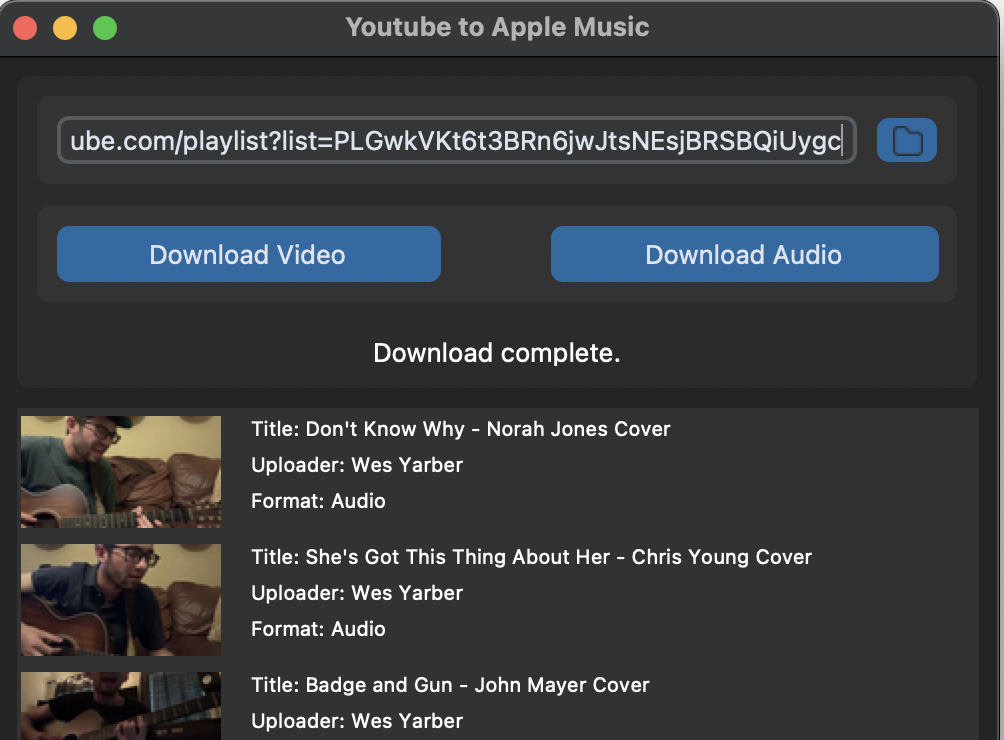 Youtube to Apple Music
ube.com/playlist?list=PLGwkVKt6t3BRn6jwJtsNEsjBRSBQiUygc
Download Video
Download Audio
Download complete.
Title: Don't Know Why - Norah Jones Cover
Uploader: Wes Yarber
Format: Audio
Title: She's Got This Thing About Her - Chris Young Cover
Uploader: Wes Yarber
Format: Audio
Title: Badge and Gun - John Mayer Cover
Uploader: Wes Yarber